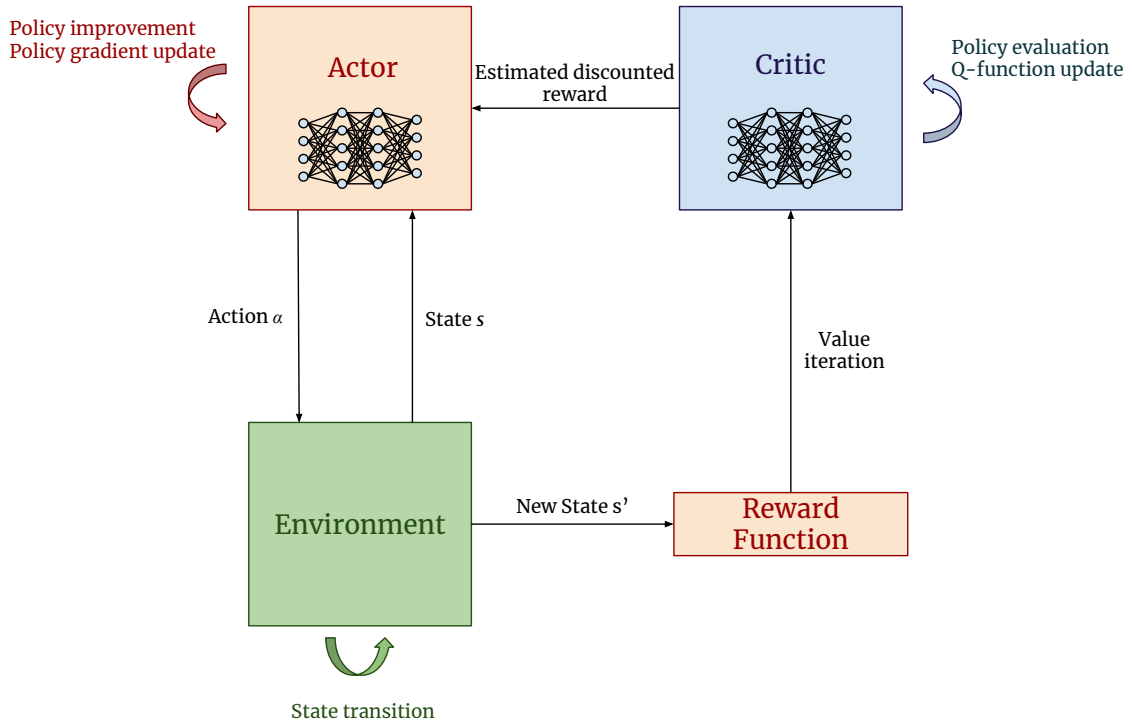 Policy improvement
Policy gradient update
Actor
Estimated discounted
reward
Critic
Policy evaluation
Q-function update
Action α
State s
Value
iteration
Environment
New State s’
Reward
Function
State transition